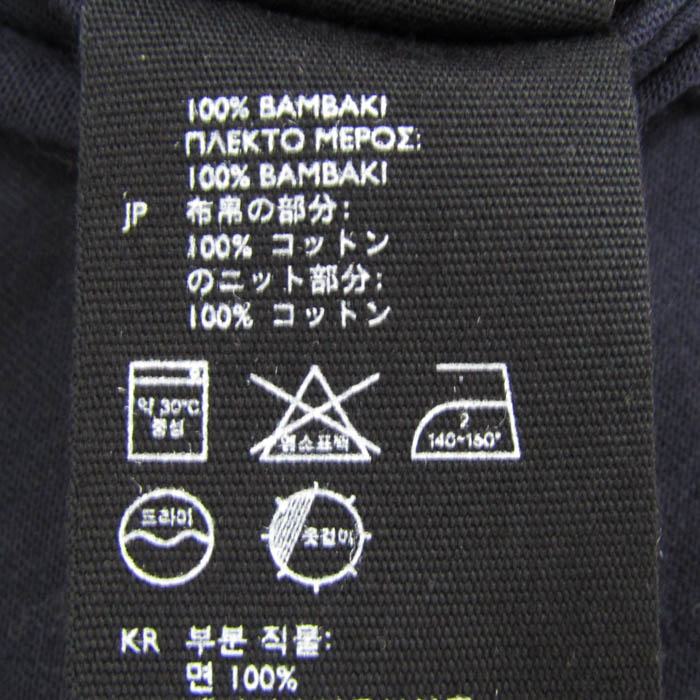 100% BAMBAKI
ΠΛΕΚΤΟ ΜΕΡΟΣ:
100% BAMBAKI
JP 布帛の部分:
100% コットン
のニット部分:
100% コットン
약 30°C
중성
염소표백
2
140~160°
드라이
옷걸이
KR 부분 직물:
면 100%